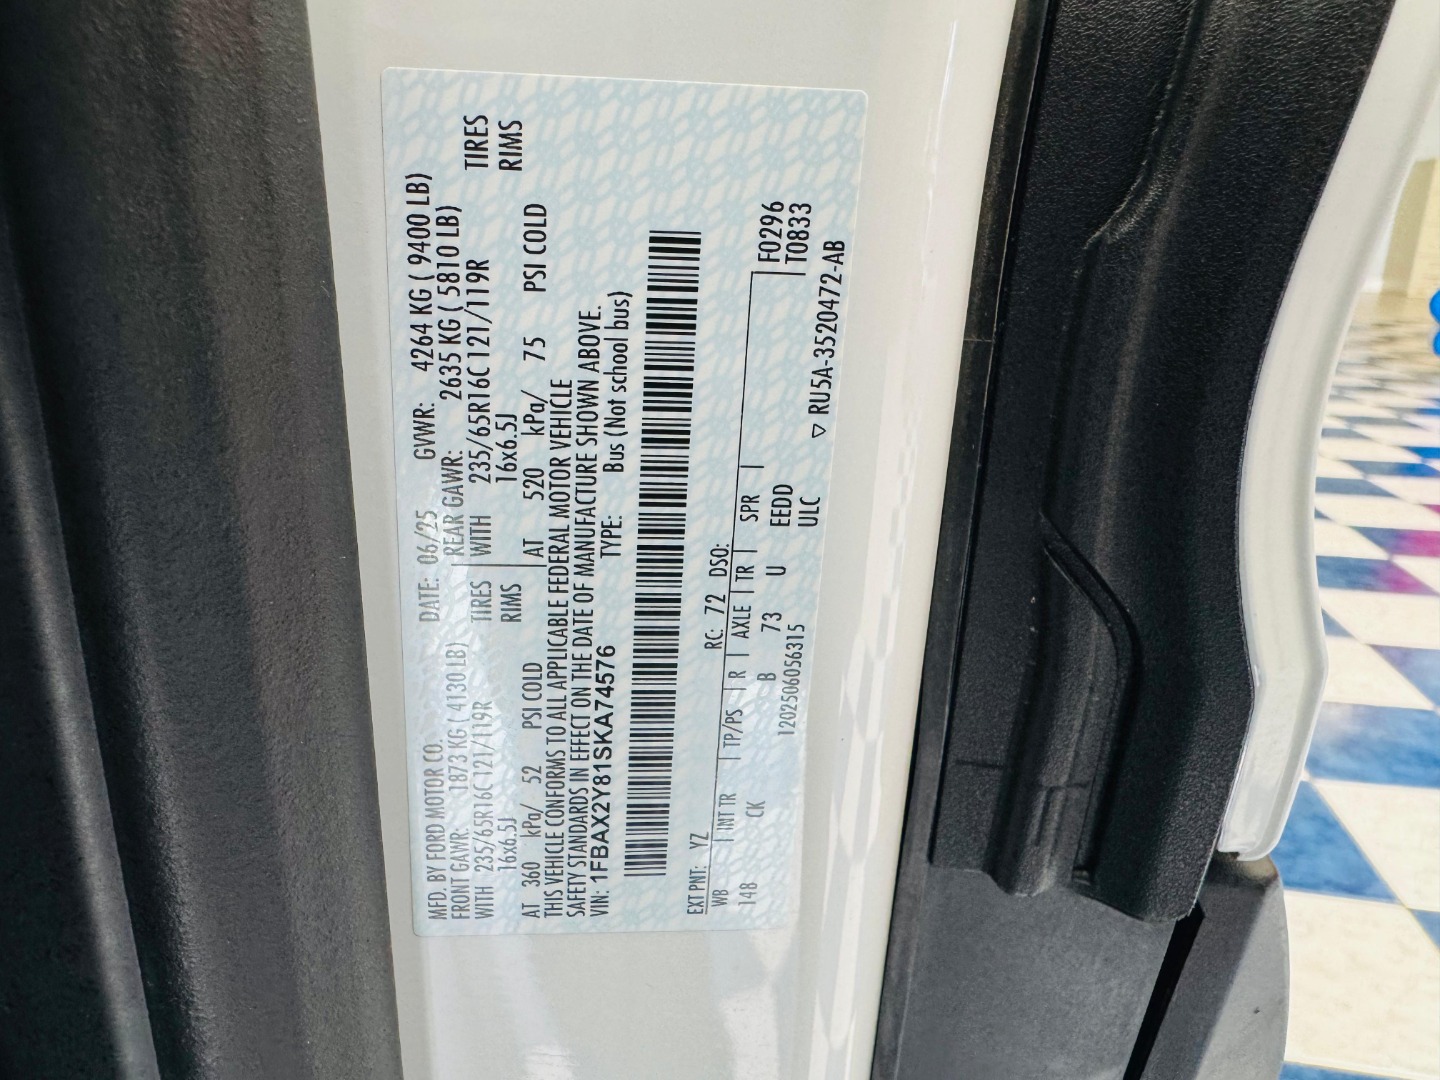 MFD. BY FORD MOTOR CO. DATE: 06/25 GVWR: 4264 KG ( 9400 LB)
FRONT GAWR: 1873 KG ( 4130 LB) REAR GAWR: 2635 KG ( 5810 LB)
WITH 235/65R16C 121/119R TIRES WITH 235/65R16C 121/119R TIRES
16x6.5J RIMS 16x6.5J RIMS
AT 360 kPa/ 52 PSI COLD AT 520 kPa/ 75 PSI COLD
THIS VEHICLE CONFORMS TO ALL APPLICABLE FEDERAL MOTOR VEHICLE
SAFETY STANDARDS IN EFFECT ON THE DATE OF MANUFACTURE SHOWN ABOVE.
VIN: 1FBAX2Y81SKA74576 TYPE: Bus (Not school bus)
EXT PNT: YZ RC: 72 DSO: F0296
WB INT TR TP/PS R AXLE TR SPR T0833
148 CK B 73 U EEDD
1202506056315 ULC ▽ RU5A-3520472-AB